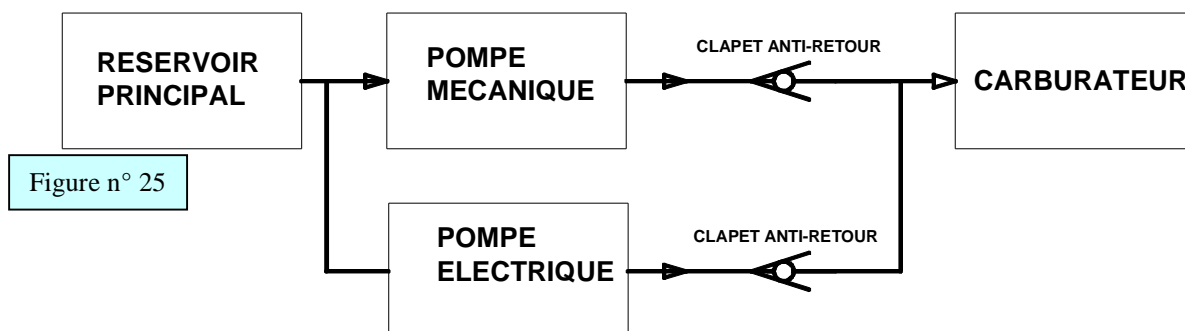 RESERVOIR
PRINCIPAL
POMPE
MECANIQUE
CLAPET ANTI-RETOUR
CARBURATEUR
Figure n° 25
POMPE
ELECTRIQUE
CLAPET ANTI-RETOUR